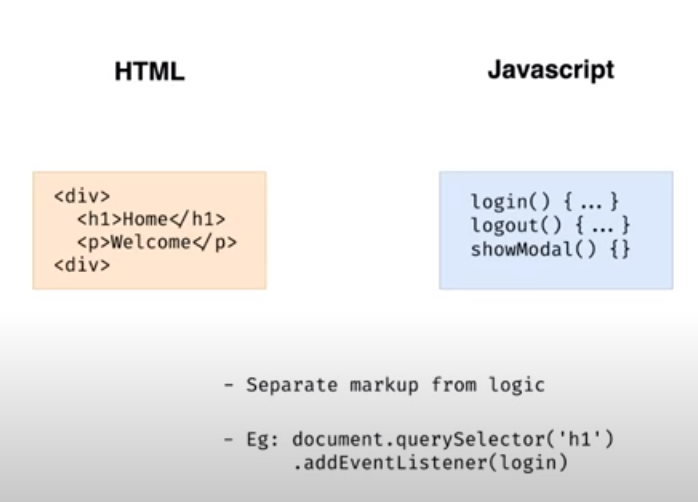 HTML
Javascript
<div>
<h1>Home</h1>
<p>Welcome</p>
<div>
login() { ... }
logout() { ... }
showModal() {}
- Separate markup from logic
- Eg: document.querySelector('h1')
.addEventListener(login)